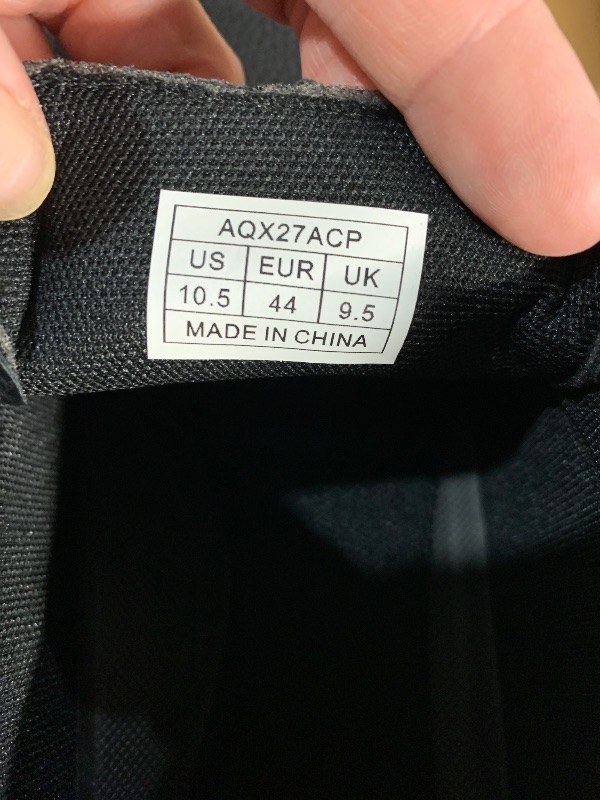 AQX27ACP
US EUR UK
10.5 44 9.5
MADE IN CHINA